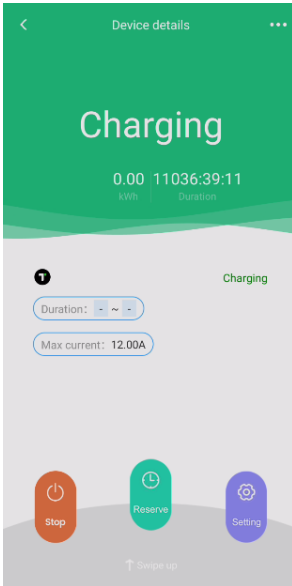 Device details
Charging
0.00 11036:39:11
kWh Duration
T
Charging
Duration: - ~ -
Max current: 12.00A
Stop
Reserve
Setting
Swipe up